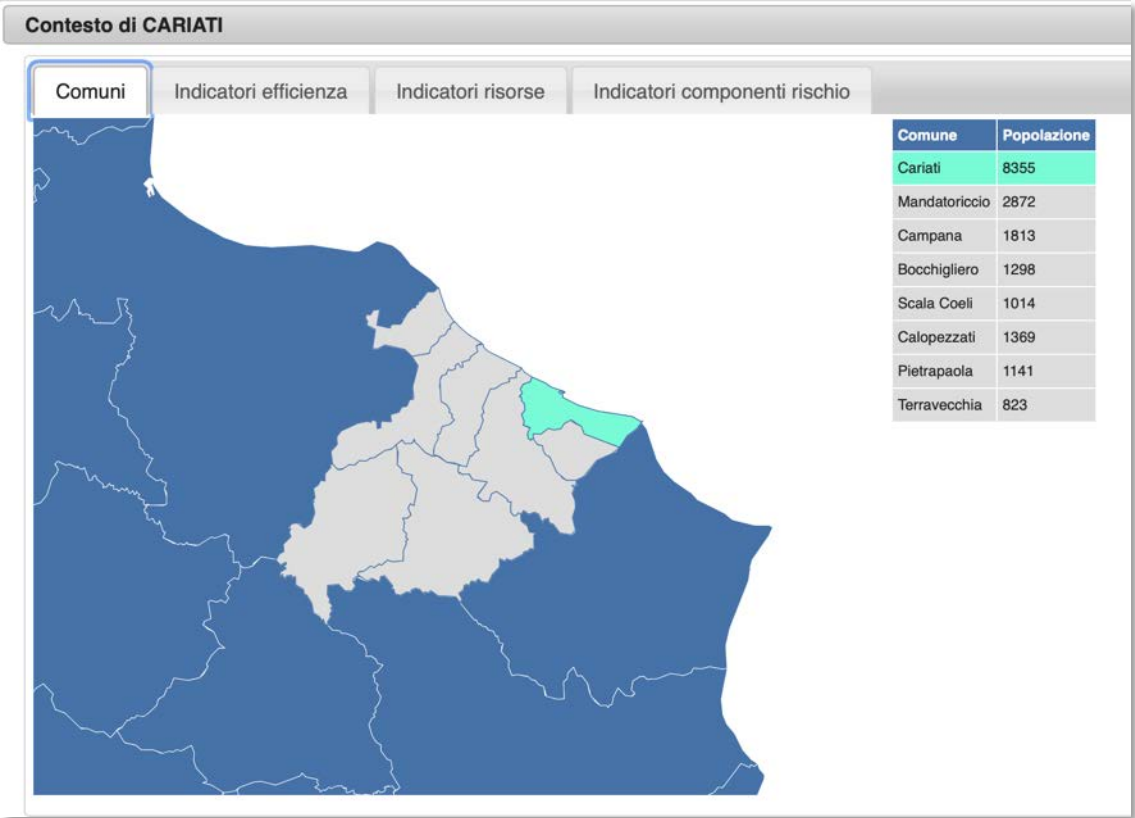 Contesto di CARIATI
Comuni Indicatori efficienza Indicatori risorse Indicatori componenti rischio
Comune Popolazione
Cariati 8355
Mandatoriccio 2872
Campana 1813
Bocchigliero 1298
Scala Coeli 1014
Calopezzati 1369
Pietrapaola 1141
Terravecchia 823